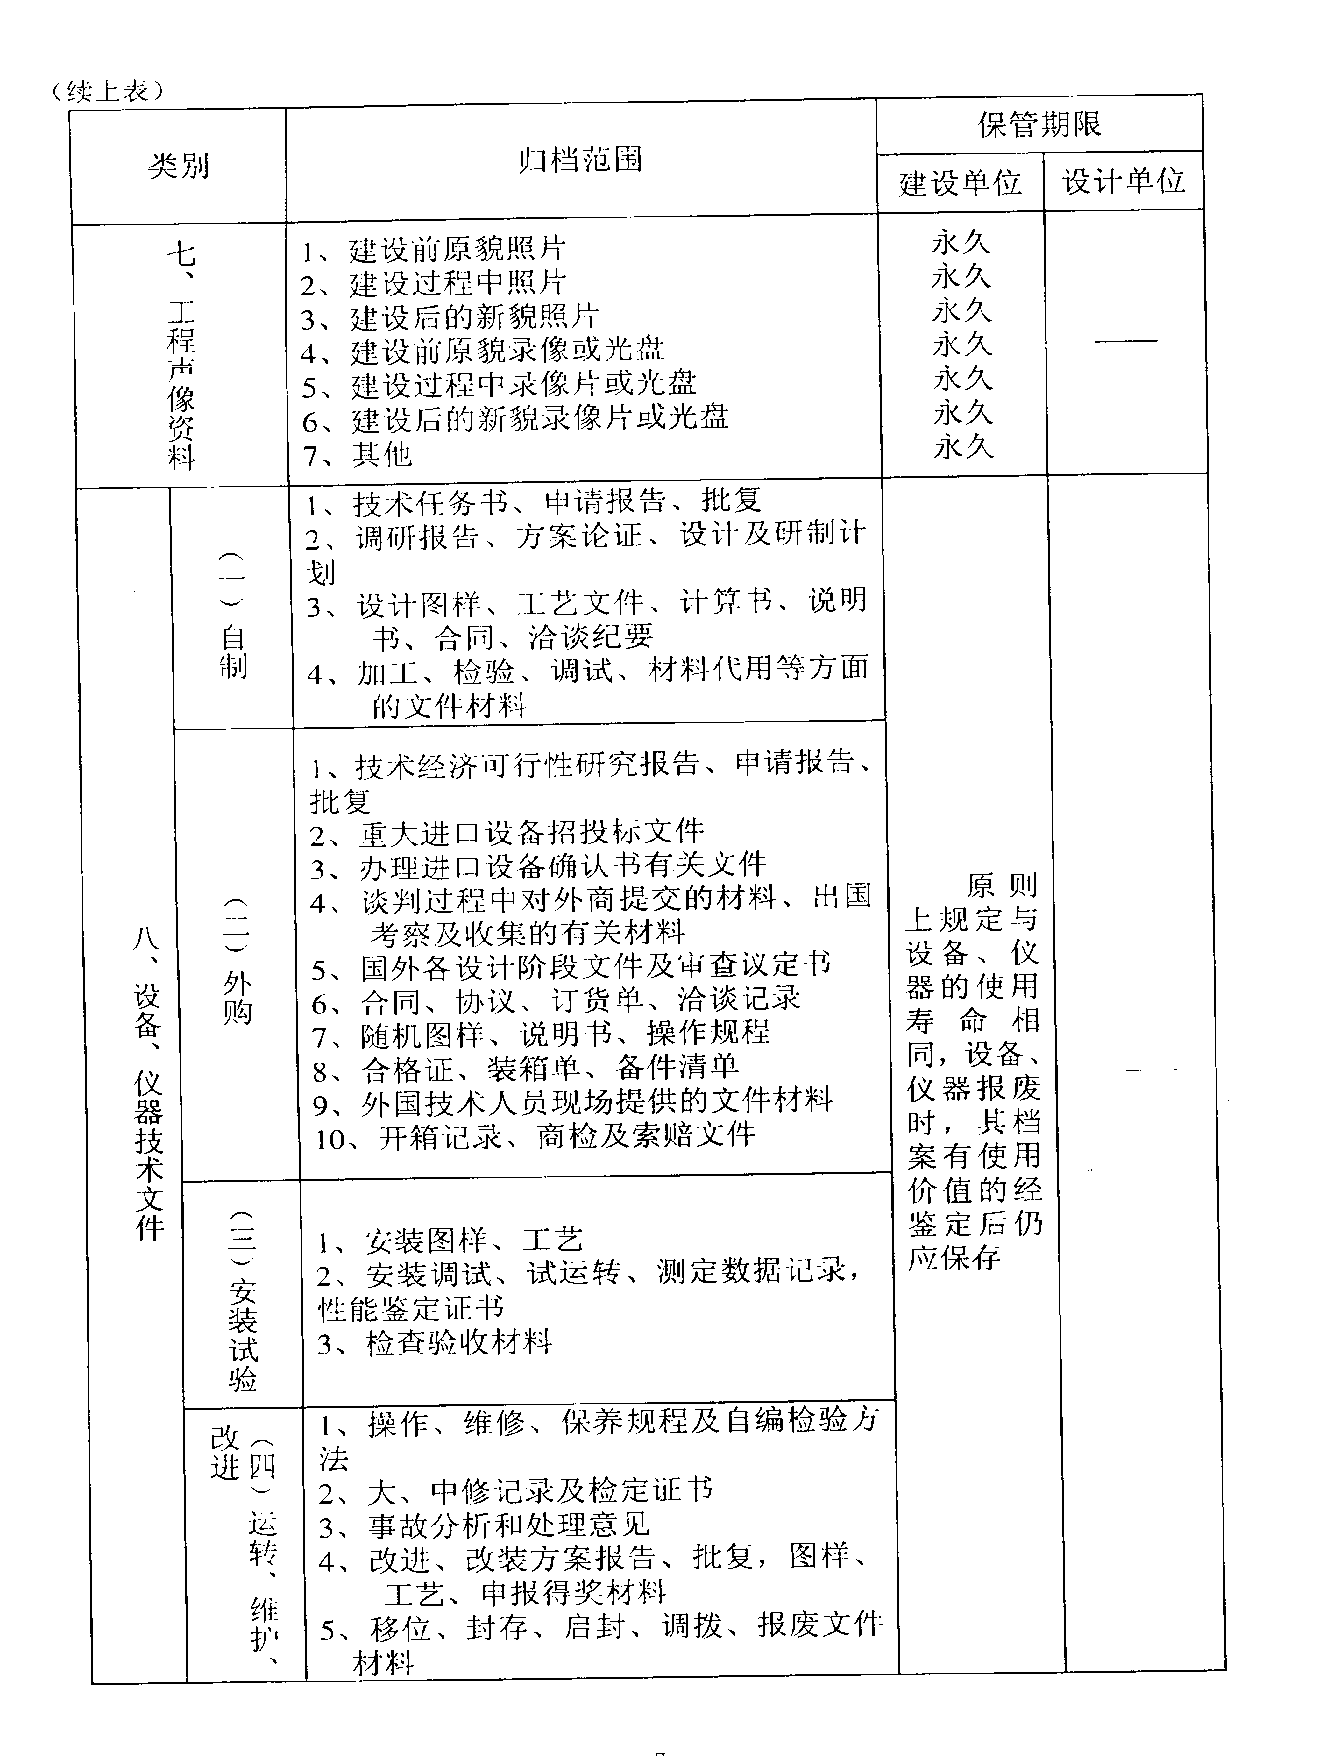 （续上表）
类别
归档范围
保管期限
建设单位
设计单位
七、工程声像资料
1、建设前原貌照片
2、建设过程中照片
3、建设后的新貌照片
4、建设前原貌录像或光盘
5、建设过程中录像片或光盘
6、建设后的新貌录像片或光盘
7、其他
永久
永久
永久
永久
永久
永久
永久
——
八、设备、仪器技术文件
（一）自制
1、技术任务书、申请报告、批复
2、调研报告、方案论证、设计及研制计
划
3、设计图样、工艺文件、计算书、说明
书、合同、洽谈纪要
4、加工、检验、调试、材料代用等方面
的文件材料
（二）外购
1、技术经济可行性研究报告、申请报告、
批复
2、重大进口设备招投标文件
3、办理进口设备确认书有关文件
4、谈判过程中对外商提交的材料、出国
考察及收集的有关材料
5、国外各设计阶段文件及审查议定书
6、合同、协议、订货单、洽谈记录
7、随机图样、说明书、操作规程
8、合格证、装箱单、备件清单
9、外国技术人员现场提供的文件材料
10、开箱记录、商检及索赔文件
（三）安装试验
1、安装图样、工艺
2、安装调试、试运转、测定数据记录，
性能鉴定证书
3、检查验收材料
（四）运转、维护、
改进
1、操作、维修、保养规程及自编检验方
法
2、大、中修记录及检定证书
3、事故分析和处理意见
4、改进、改装方案报告、批复，图样、
工艺、申报得奖材料
5、移位、封存、启封、调拨、报废文件
材料
原则
上规定与
设备、仪
器的使用
寿命相
同，设备、
仪器报废
时，其档
案有使用
价值的经
鉴定后仍
应保存